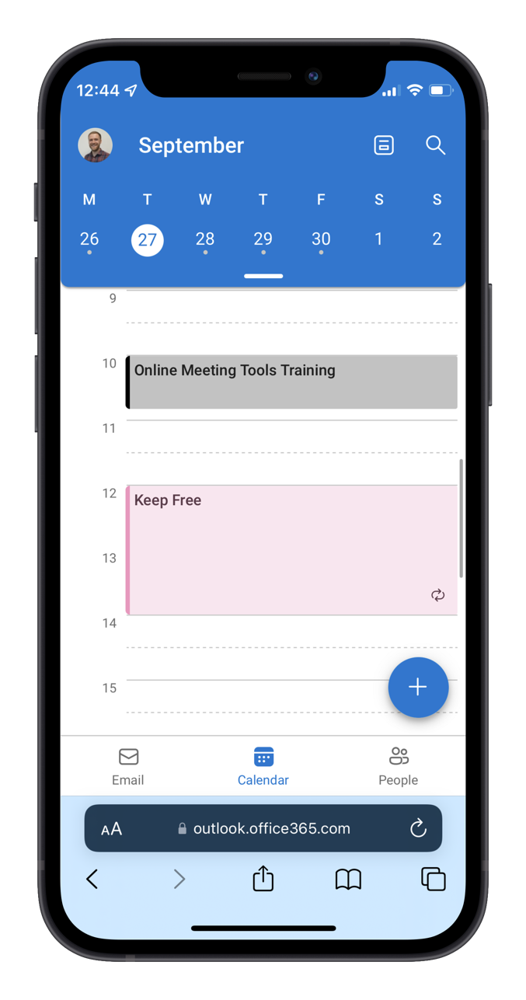 12:44
September
M T W T F S S
26 27 28 29 30 1 2
9
10 Online Meeting Tools Training
11
12 Keep Free
13
14
15
Email Calendar People
AA outlook.office365.com